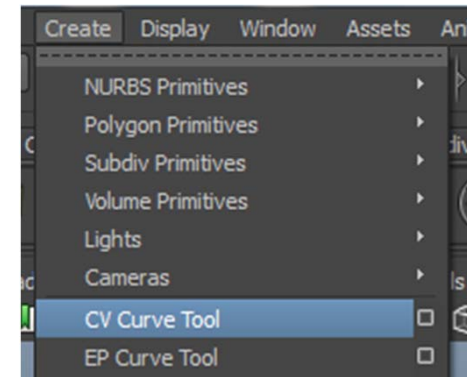 Create Display Window Assets
NURBS Primitives
Polygon Primitives
Subdiv Primitives
Volume Primitives
Lights
Cameras
CV Curve Tool
EP Curve Tool